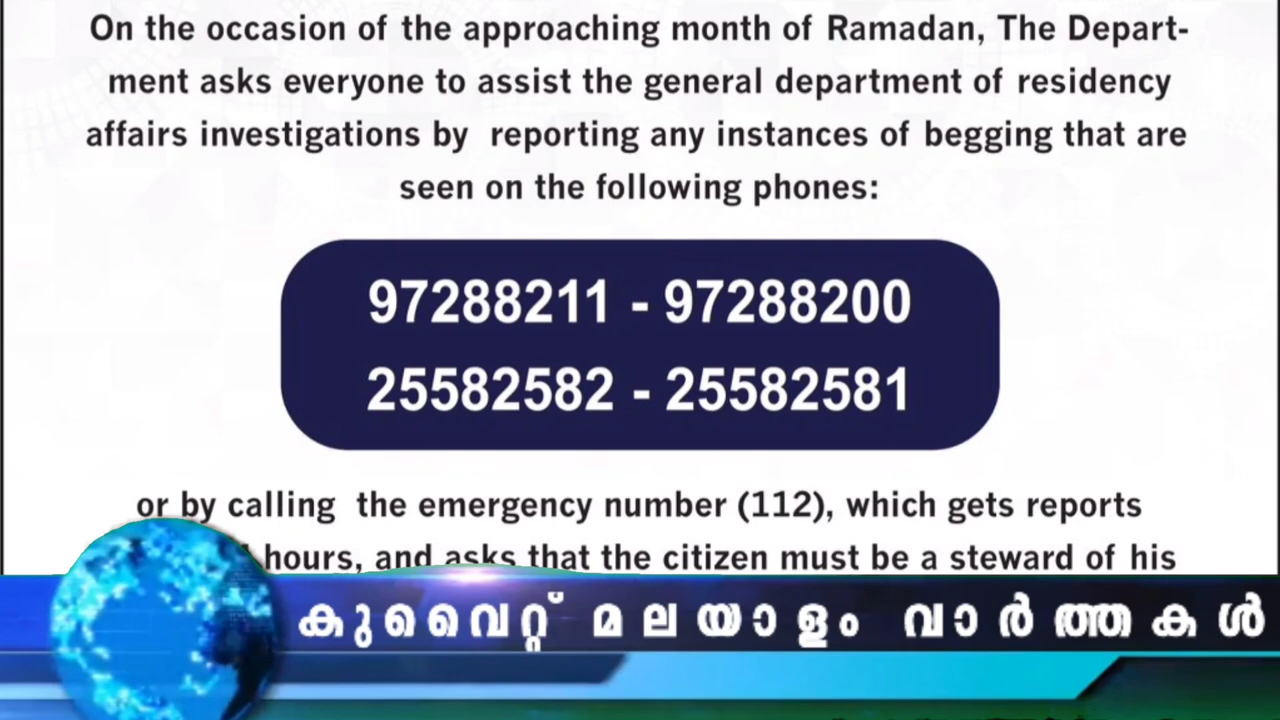 On the occasion of the approaching month of Ramadan, The Depart-
ment asks everyone to assist the general department of residency
affairs investigations by reporting any instances of begging that are
seen on the following phones:
97288211 - 97288200
25582582 - 25582581
or by calling the emergency number (112), which gets reports
hours, and asks that the citizen must be a steward of his
കുവൈറ്റ് മലയാളം വാർത്തകൾ